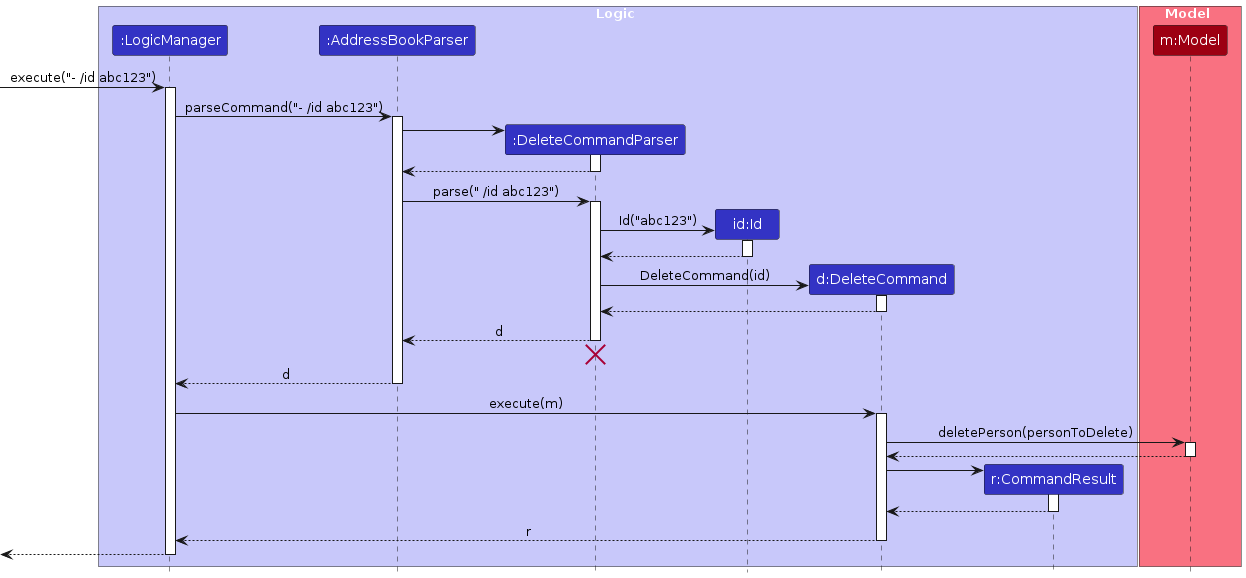 Logic
Model
:LogicManager
:AddressBookParser
m:Model
execute("- /id abc123")
parseCommand("- /id abc123")
:DeleteCommandParser
parse(" /id abc123")
Id("abc123")
id:Id
DeleteCommand(id)
d:DeleteCommand
d
d
execute(m)
deletePerson(personToDelete)
r:CommandResult
r